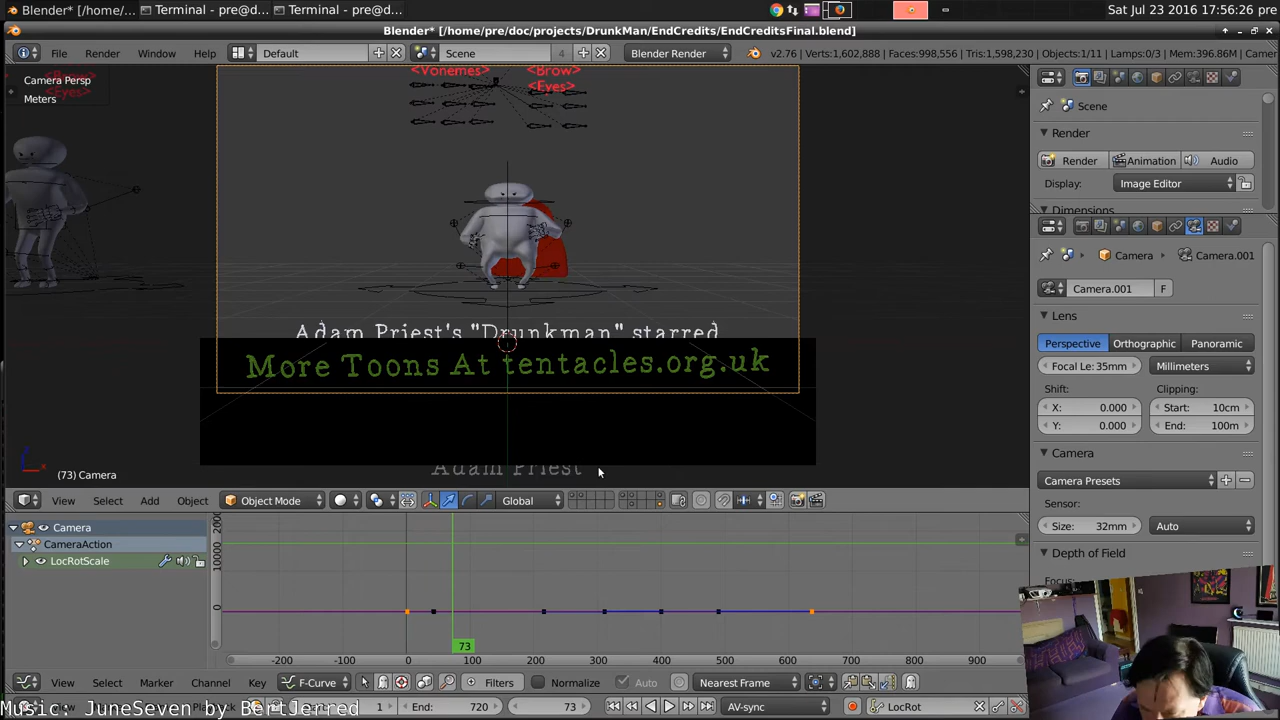 Blender* [/home/... Terminal - pre@d... Terminal - pre@d... Sat Jul 23 2016 17:56:26 pre
Blender* [/home/pre/doc/projects/DrunkMan/EndCredits/EndCreditsFinal.blend]
File Render Window Help Default Scene 4 F Blender Render v2.76 | Verts:1,602,888 | Faces:998,556 | Tris:1,598,230 | Objects:1/11 | Lamps:0/3 | Mem:396.86M | Camer
Camera Persp
Meters
<Vonemes> <Brow>
<Eyes>
Scene
Render
Render Animation Audio
Display: Image Editor
Dimensions
Camera Camera.001
Camera.001 F
Lens
Perspective Orthographic Panoramic
Focal Le: 35mm Millimeters
Shift: Clipping:
X: 0.000 Start: 10cm
Y: 0.000 End: 100m
Camera
Camera Presets
Sensor:
Size: 32mm Auto
Depth of Field
Focus:
Adam Priest's "Drunkman" starred
More Toons At tentacles.org.uk
Adam Priest
(73) Camera
View Select Add Object Object Mode Global
Camera
CameraAction
LocRotScale
10000
0
73
-200 -100 0 100 200 300 400 500 600 700 800 900
View Select Marker Channel Key F-Curve Filters Normalize Auto Nearest Frame
Music: JuneSeven by BertJerred
1 End: 720 73 AV-sync LocRot